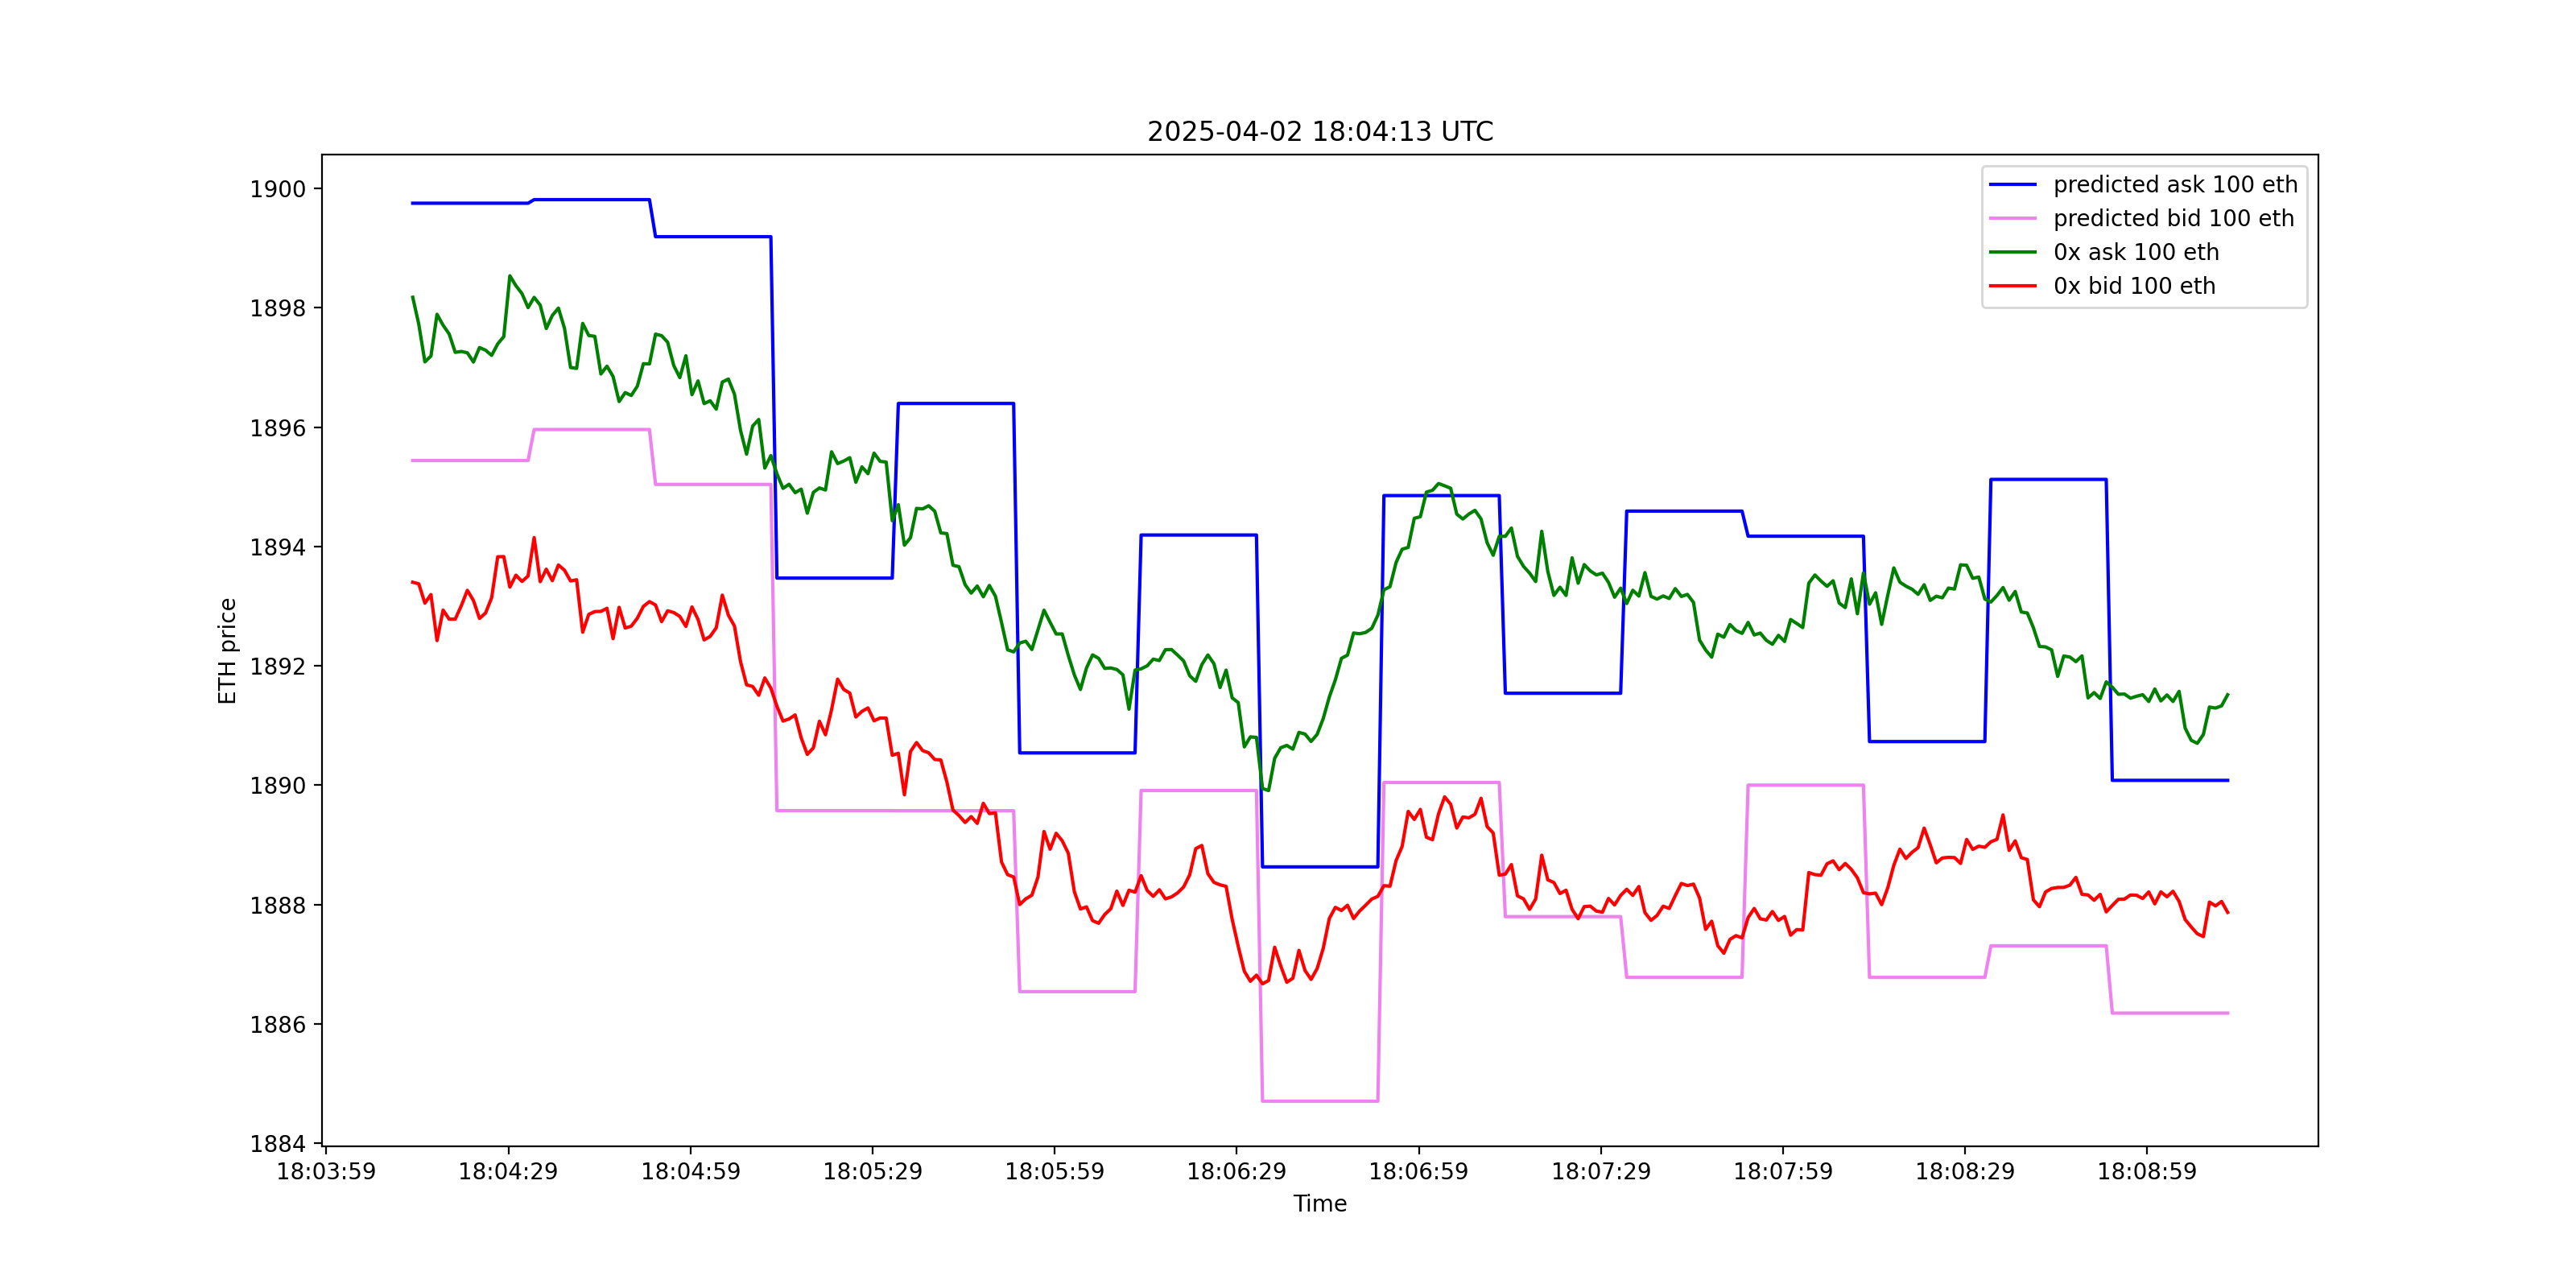 2025-04-02 18:04:13 UTC
predicted ask 100 eth
predicted bid 100 eth
0x ask 100 eth
0x bid 100 eth
ETH price
1900
1898
1896
1894
1892
1890
1888
1886
1884
18:03:59 18:04:29 18:04:59 18:05:29 18:05:59 18:06:29 18:06:59 18:07:29 18:07:59 18:08:29 18:08:59
Time